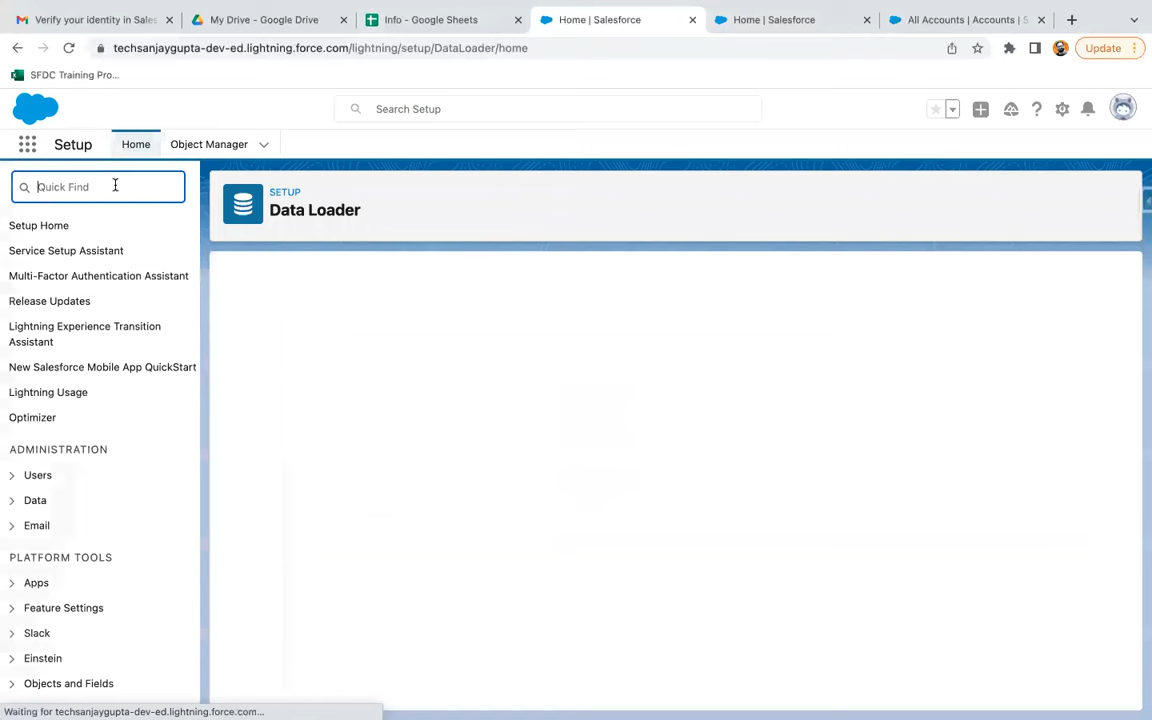 Verify your identity in Sales
My Drive - Google Drive
Info - Google Sheets
Home | Salesforce
Home | Salesforce
All Accounts | Accounts | S
techsanjaygupta-dev-ed.lightning.force.com/lightning/setup/DataLoader/home
Update
SFDC Training Pro...
Search Setup
Setup
Home
Object Manager
Quick Find
Setup Home
Service Setup Assistant
Multi-Factor Authentication Assistant
Release Updates
Lightning Experience Transition
Assistant
New Salesforce Mobile App QuickStart
Lightning Usage
Optimizer
ADMINISTRATION
Users
Data
Email
PLATFORM TOOLS
Apps
Feature Settings
Slack
Einstein
Objects and Fields
SETUP
Data Loader
Waiting for techsanjaygupta-dev-ed.lightning.force.com...